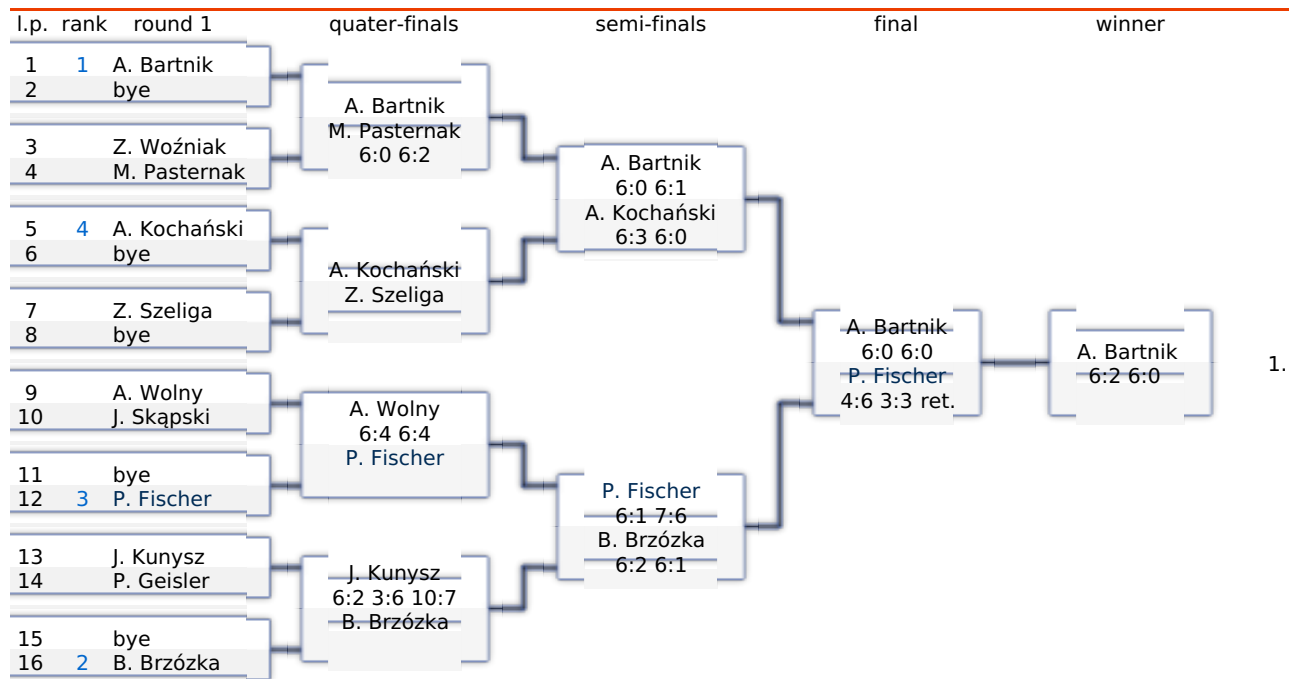 l.p. rank round 1 quater-finals semi-finals final winner
1 1 A. Bartnik
2 bye
3 Z. Woźniak
4 M. Pasternak
5 4 A. Kochański
6 bye
7 Z. Szeliga
8 bye
9 A. Wolny
10 J. Skąpski
11 bye
12 3 P. Fischer
13 J. Kunysz
14 P. Geisler
15 bye
16 2 B. Brzózka
A. Bartnik
M. Pasternak
6:0 6:2
A. Kochański
Z. Szeliga
A. Wolny
6:4 6:4
P. Fischer
J. Kunysz
6:2 3:6 10:7
B. Brzózka
A. Bartnik
6:0 6:1
A. Kochański
6:3 6:0
P. Fischer
6:1 7:6
B. Brzózka
6:2 6:1
A. Bartnik
6:0 6:0
P. Fischer
4:6 3:3 ret.
A. Bartnik
6:2 6:0
1.